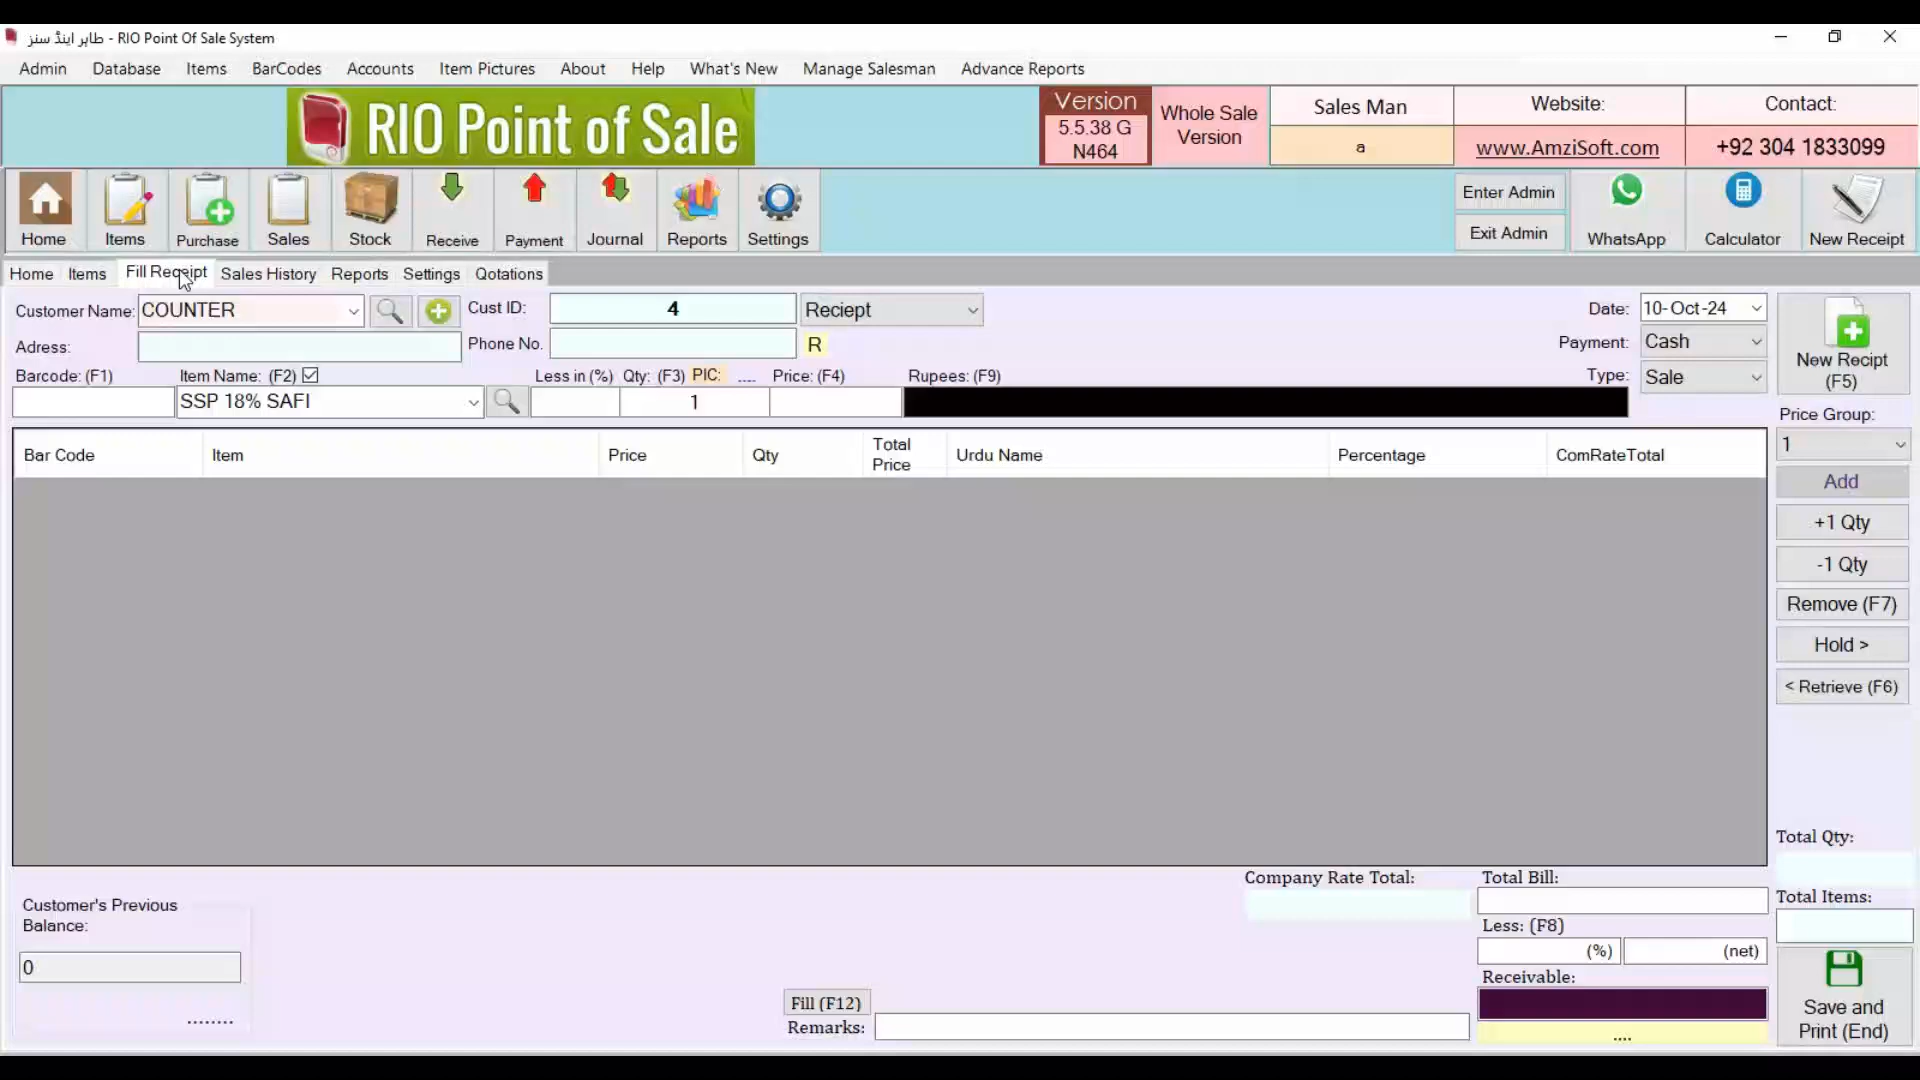 طاہر اینڈ سنز - RIO Point Of Sale System
Admin Database Items BarCodes Accounts Item Pictures About Help What's New Manage Salesman Advance Reports
RIO Point of Sale
Version
5.5.38 G
N464
Whole Sale
Version
Sales Man
a
Website:
www.AmziSoft.com
Contact:
+92 304 1833099
Home Items Purchase Sales Stock Receive Payment Journal Reports Settings
Enter Admin
Exit Admin
WhatsApp Calculator New Receipt
Home Items Fill Receipt Sales History Reports Settings Qotations
Customer Name: COUNTER Cust ID: 4 Reciept Date: 10-Oct-24
Adress: Phone No. R Payment: Cash
Barcode: (F1) Item Name: (F2) Less in (%) Qty: (F3) PIC: .... Price: (F4) Rupees: (F9) Type: Sale
SSP 18% SAFI 1
New Recipt
(F5)
Price Group:
1
Bar Code Item Price Qty Total Price Urdu Name Percentage ComRateTotal
Add
+1 Qty
-1 Qty
Remove (F7)
Hold >
< Retrieve (F6)
Total Qty:
Total Items:
Company Rate Total: Total Bill:
Customer's Previous
Balance:
0
........
Less: (F8)
(%) (net)
Receivable:
....
Fill (F12)
Remarks:
Save and
Print (End)